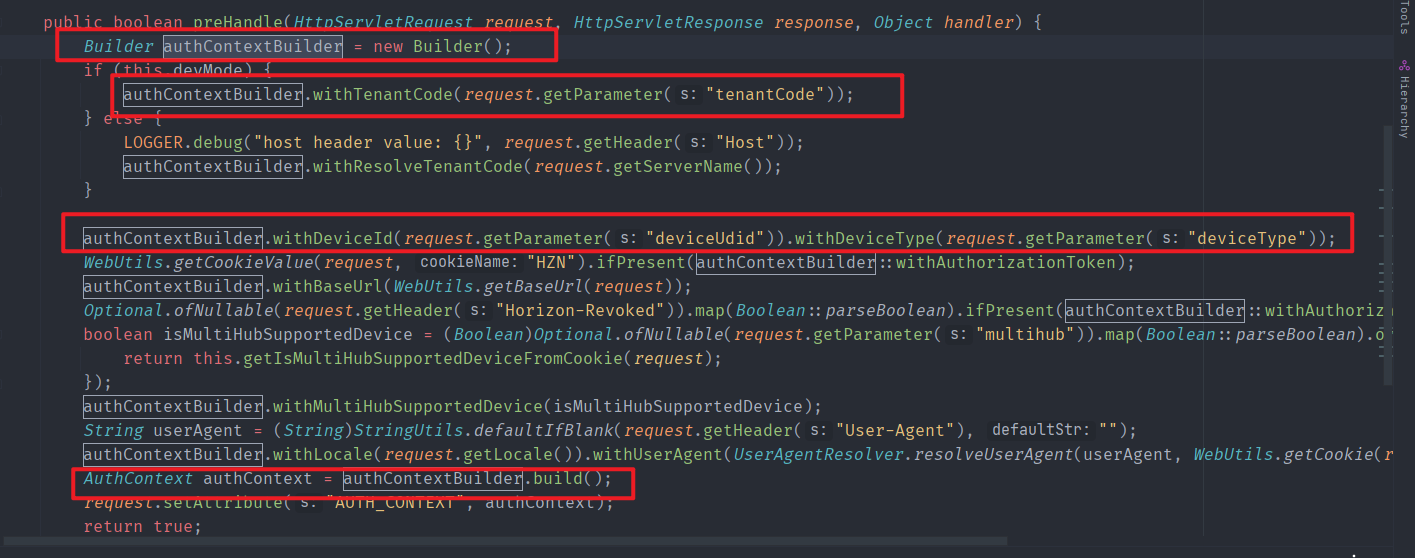 public boolean preHandle(HttpServletRequest request, HttpServletResponse response, Object handler) {
Builder authContextBuilder = new Builder();
if (this.devMode) {
authContextBuilder.withTenantCode(request.getParameter( s: "tenantCode"));
} else {
LOGGER.debug("host header value: {}", request.getHeader( s: "Host"));
authContextBuilder.withResolveTenantCode(request.getServerName());
}
authContextBuilder.withDeviceId(request.getParameter( s: "deviceUdid")).withDeviceType(request.getParameter( s: "deviceType"));
WebUtils.getCookieValue(request, cookieName: "HZN").ifPresent(authContextBuilder::withAuthorizationToken);
authContextBuilder.withBaseUrl(WebUtils.getBaseUrl(request));
Optional.ofNullable(request.getHeader( s: "Horizon-Revoked")).map(Boolean::parseBoolean).ifPresent(authContextBuilder::withAuthoriz
boolean isMultiHubSupportedDevice = (Boolean)Optional.ofNullable(request.getParameter( s: "multihub")).map(Boolean::parseBoolean).o
return this.getIsMultiHubSupportedDeviceFromCookie(request);
});
authContextBuilder.withMultiHubSupportedDevice(isMultiHubSupportedDevice);
String userAgent = (String)StringUtils.defaultIfBlank(request.getHeader( s: "User-Agent"), defaultStr: "");
authContextBuilder.withLocale(request.getLocale()).withUserAgent(UserAgentResolver.resolveUserAgent(userAgent, WebUtils.getCookie(r
AuthContext authContext = authContextBuilder.build();
request.setAttribute( s: "AUTH_CONTEXT", authContext);
return true;
Tools
Hierarchy